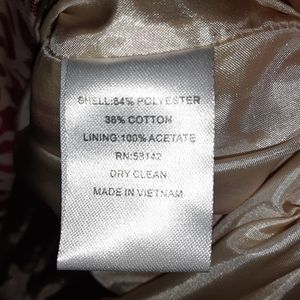 SHELL:64% POLYESTER
36% COTTON
LINING:100% ACETATE
RN:58142
DRY CLEAN
MADE IN VIETNAM